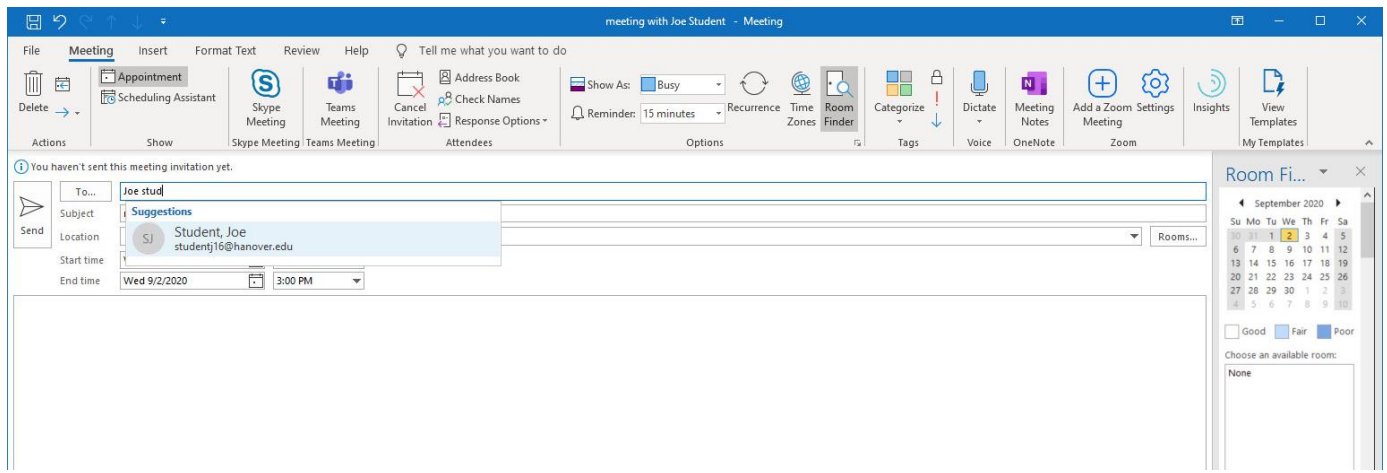 meeting with Joe Student - Meeting
File Meeting Insert Format Text Review Help Tell me what you want to do
Delete
Actions
Appointment
Scheduling Assistant
Show
Skype
Meeting
Skype Meeting
Teams
Meeting
Teams Meeting
Cancel
Invitation
Address Book
Check Names
Response Options
Attendees
Show As: Busy
Reminder: 15 minutes
Recurrence
Time
Zones
Room
Finder
Options
Categorize
Tags
Dictate
Voice
Meeting
Notes
OneNote
Add a Zoom
Meeting
Settings
Zoom
Insights
View
Templates
My Templates
You haven't sent this meeting invitation yet.
Send
To... Joe stud
Subject
Location Rooms...
Start time
End time Wed 9/2/2020 3:00 PM
Suggestions
SJ
Student, Joe
studentj16@hanover.edu
Room Fi...
September 2020
Su Mo Tu We Th Fr Sa
30 31 1 2 3 4 5
6 7 8 9 10 11 12
13 14 15 16 17 18 19
20 21 22 23 24 25 26
27 28 29 30 1 2 3
4 5 6 7 8 9 10
Good Fair Poor
Choose an available room:
None